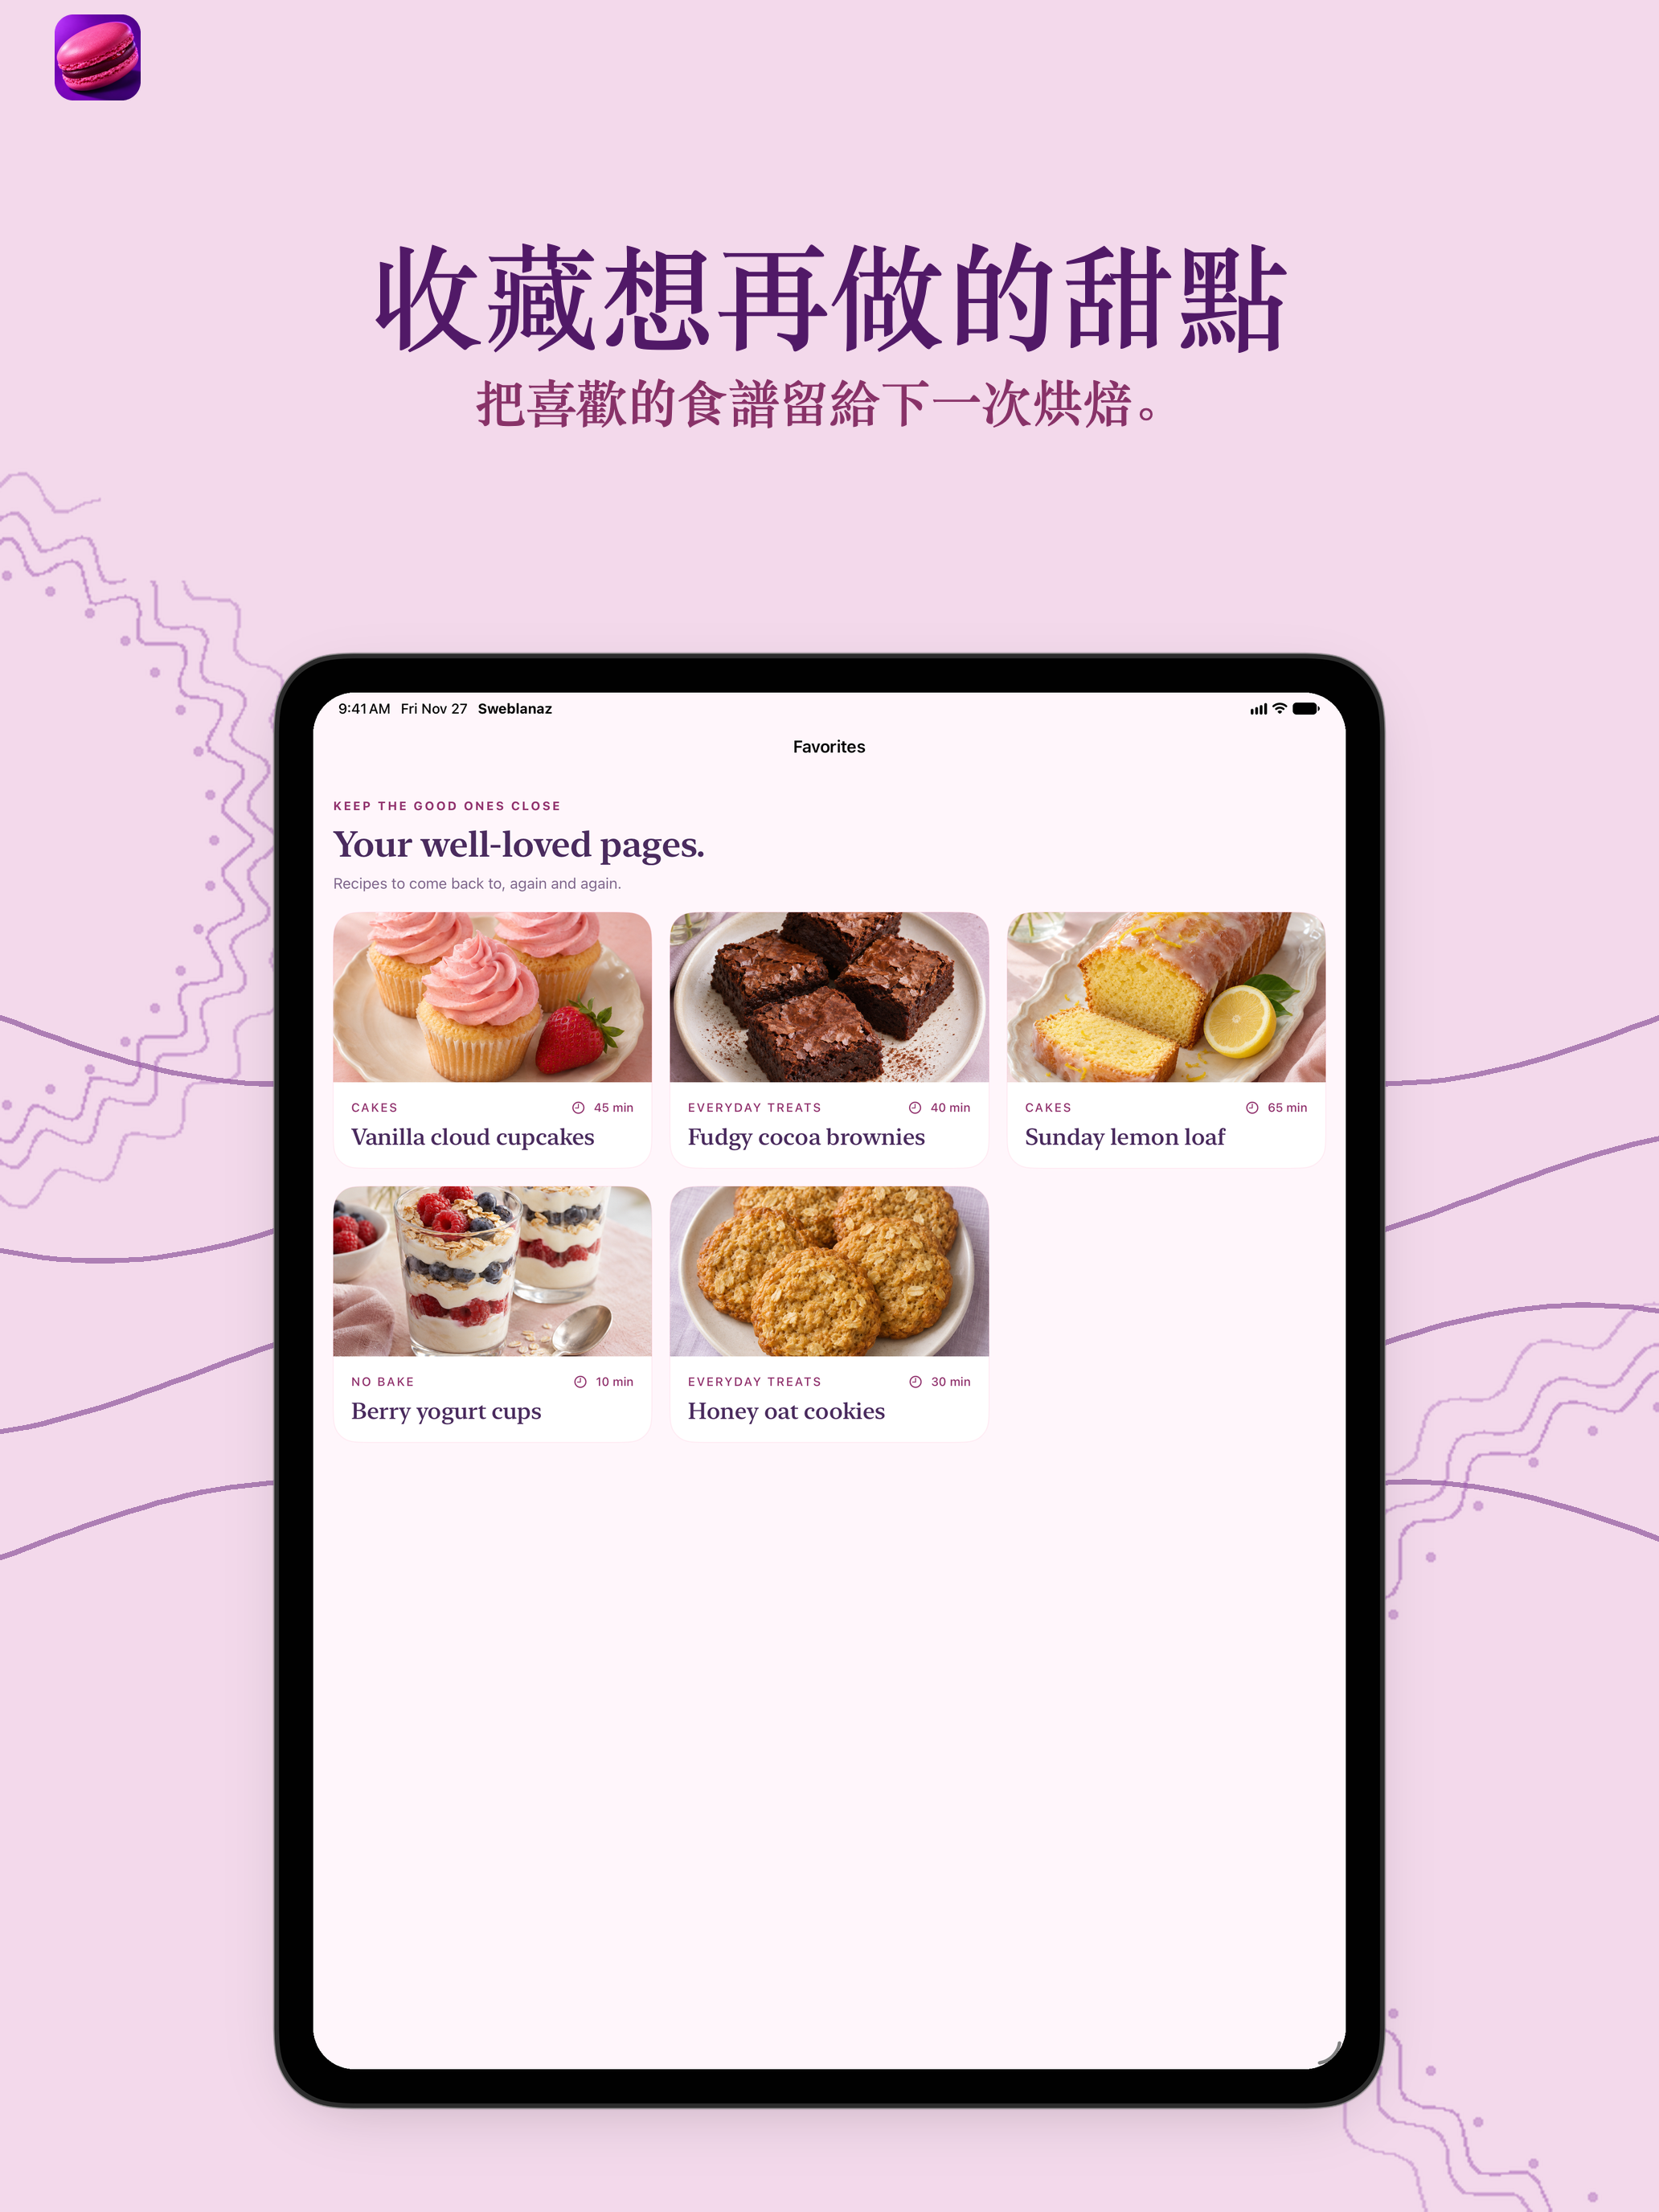 收藏想再做的甜點
把喜歡的食譜留給下一次烘焙。
9:41 AM Fri Nov 27 Sweblanaz
Favorites
KEEP THE GOOD ONES CLOSE
Your well-loved pages.
Recipes to come back to, again and again.
CAKES 45 min
Vanilla cloud cupcakes
EVERYDAY TREATS 40 min
Fudgy cocoa brownies
CAKES 65 min
Sunday lemon loaf
NO BAKE 10 min
Berry yogurt cups
EVERYDAY TREATS 30 min
Honey oat cookies